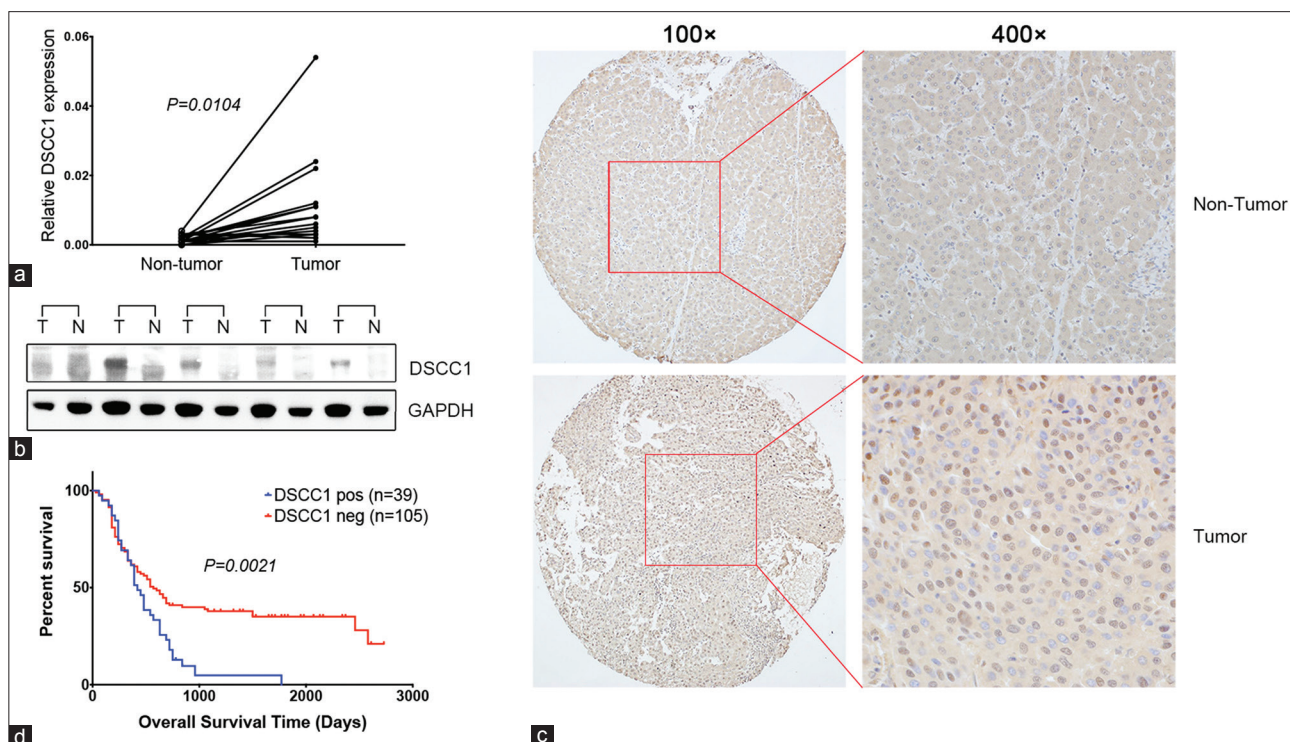 0.06
0.04
0.02
0.00
Relative DSCC1 expression
P=0.0104
Non-tumor Tumor
a
T N T N T N T N T N
DSCC1
GAPDH
b
100
50
0
Percent survival
DSCC1 pos (n=39)
DSCC1 neg (n=105)
P=0.0021
0 1000 2000 3000
Overall Survival Time (Days)
d
100× 400×
Non-Tumor
Tumor
c